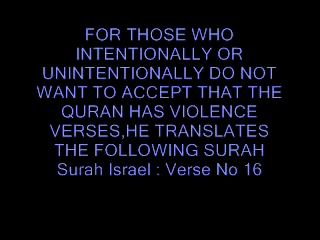 FOR THOSE WHO
INTENTIONALLY OR
UNINTENTIONALLY DO NOT
WANT TO ACCEPT THAT THE
QURAN HAS VIOLENCE
VERSES,HE TRANSLATES
THE FOLLOWING SURAH
Surah Israel : Verse No 16